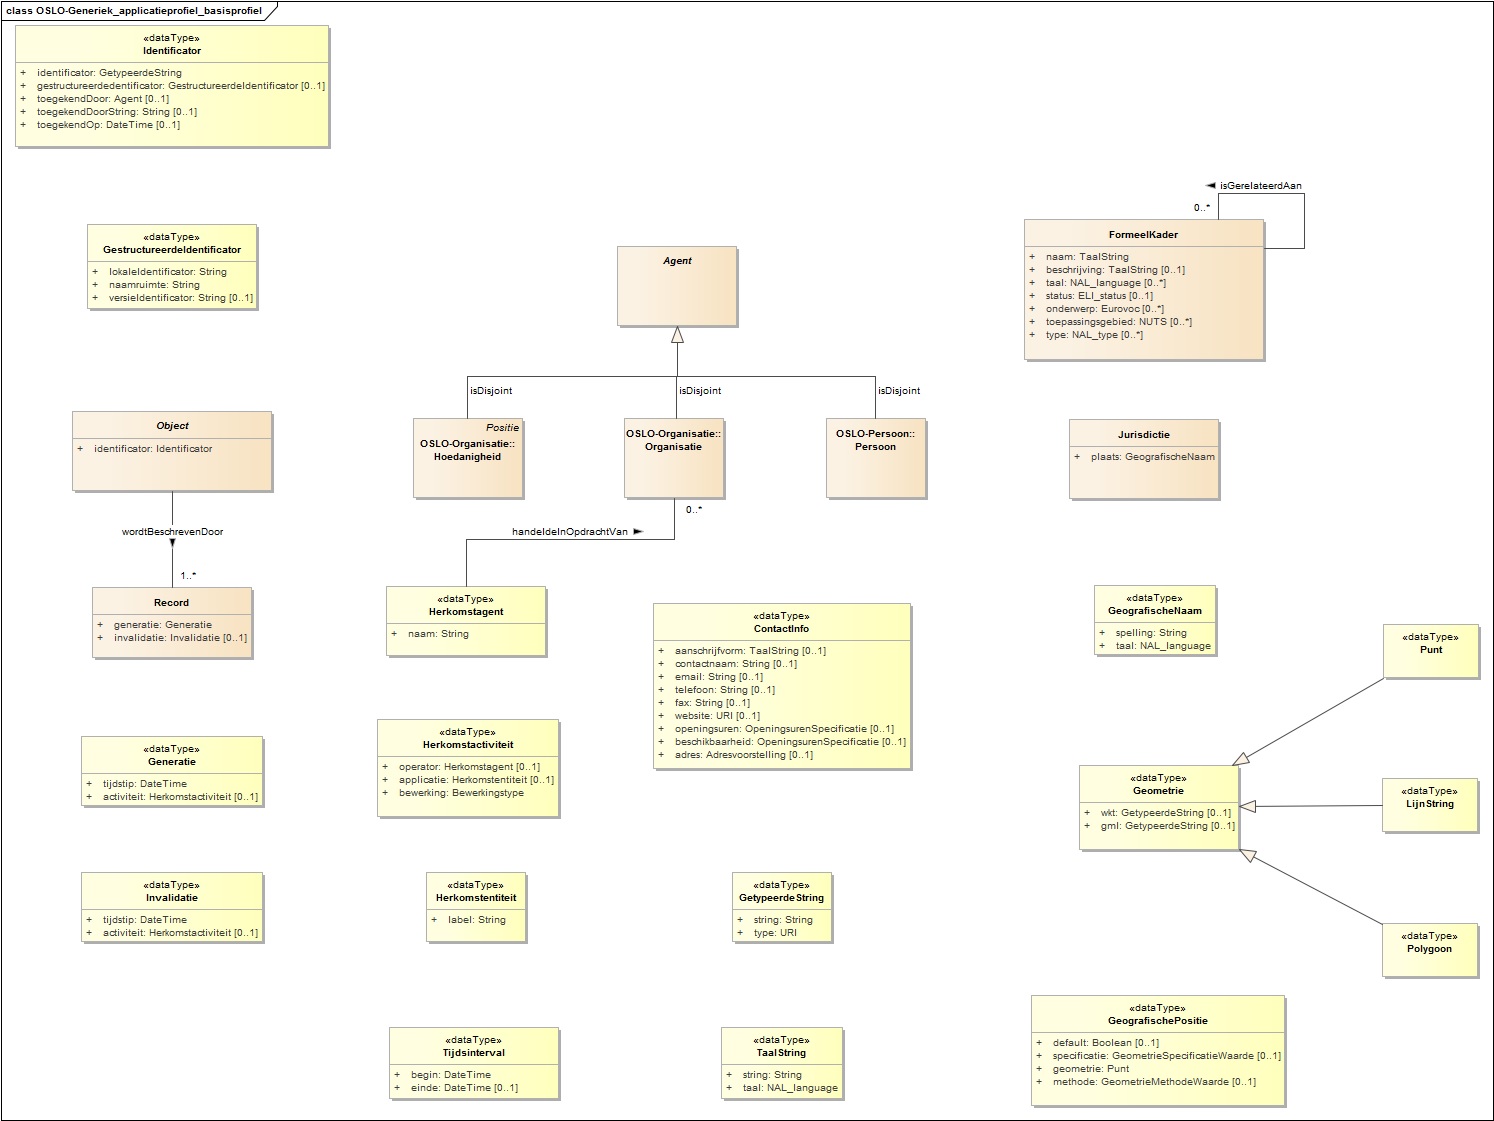 class OSLO-Generiek_applicatieprofiel_basisprofiel
«dataType»
Identificator
+ identificator: GetypeerdeString
+ gestructureerdedentificator: GestructureerdeIdentificator [0..1]
+ toegekendDoor: Agent [0..1]
+ toegekendDoorString: String [0..1]
+ toegekendOp: DateTime [0..1]
«dataType»
GestructureerdeIdentificator
+ lokaleIdentificator: String
+ naamruimte: String
+ versieIdentificator: String [0..1]
Agent
isGerelateerdAan
0..*
FormeelKader
+ naam: TaalString
+ beschrijving: TaalString [0..1]
+ taal: NAL_language [0..*]
+ status: ELI_status [0..1]
+ onderwerp: Eurovoc [0..*]
+ toepassingsgebied: NUTS [0..*]
+ type: NAL_type [0..*]
isDisjoint
isDisjoint
isDisjoint
Object
+ identificator: Identificator
Positie
OSLO-Organisatie::
Hoedanigheid
OSLO-Organisatie::
Organisatie
OSLO-Persoon::
Persoon
Jurisdictie
+ plaats: GeografischeNaam
wordtBeschrevenDoor
1..*
0..*
handeldeInOpdrachtVan
Record
+ generatie: Generatie
+ invalidatie: Invalidatie [0..1]
«dataType»
Herkomstagent
+ naam: String
«dataType»
ContactInfo
+ aanschrijfvorm: TaalString [0..1]
+ contactnaam: String [0..1]
+ email: String [0..1]
+ telefoon: String [0..1]
+ fax: String [0..1]
+ website: URI [0..1]
+ openingsuren: OpeningsurenSpecificatie [0..1]
+ beschikbaarheid: OpeningsurenSpecificatie [0..1]
+ adres: Adresvoorstelling [0..1]
«dataType»
GeografischeNaam
+ spelling: String
+ taal: NAL_language
«dataType»
Punt
«dataType»
Generatie
+ tijdstip: DateTime
+ activiteit: Herkomstactiviteit [0..1]
«dataType»
Herkomstactiviteit
+ operator: Herkomstagent [0..1]
+ applicatie: Herkomstentiteit [0..1]
+ bewerking: Bewerkingstype
«dataType»
Geometrie
+ wkt: GetypeerdeString [0..1]
+ gml: GetypeerdeString [0..1]
«dataType»
LijnString
«dataType»
Invalidatie
+ tijdstip: DateTime
+ activiteit: Herkomstactiviteit [0..1]
«dataType»
Herkomstentiteit
+ label: String
«dataType»
GetypeerdeString
+ string: String
+ type: URI
«dataType»
Polygoon
«dataType»
Tijdsinterval
+ begin: DateTime
+ einde: DateTime [0..1]
«dataType»
TaalString
+ string: String
+ taal: NAL_language
«dataType»
GeografischePositie
+ default: Boolean [0..1]
+ specificatie: GeometrieSpecificatieWaarde [0..1]
+ geometrie: Punt
+ methode: GeometrieMethodeWaarde [0..1]